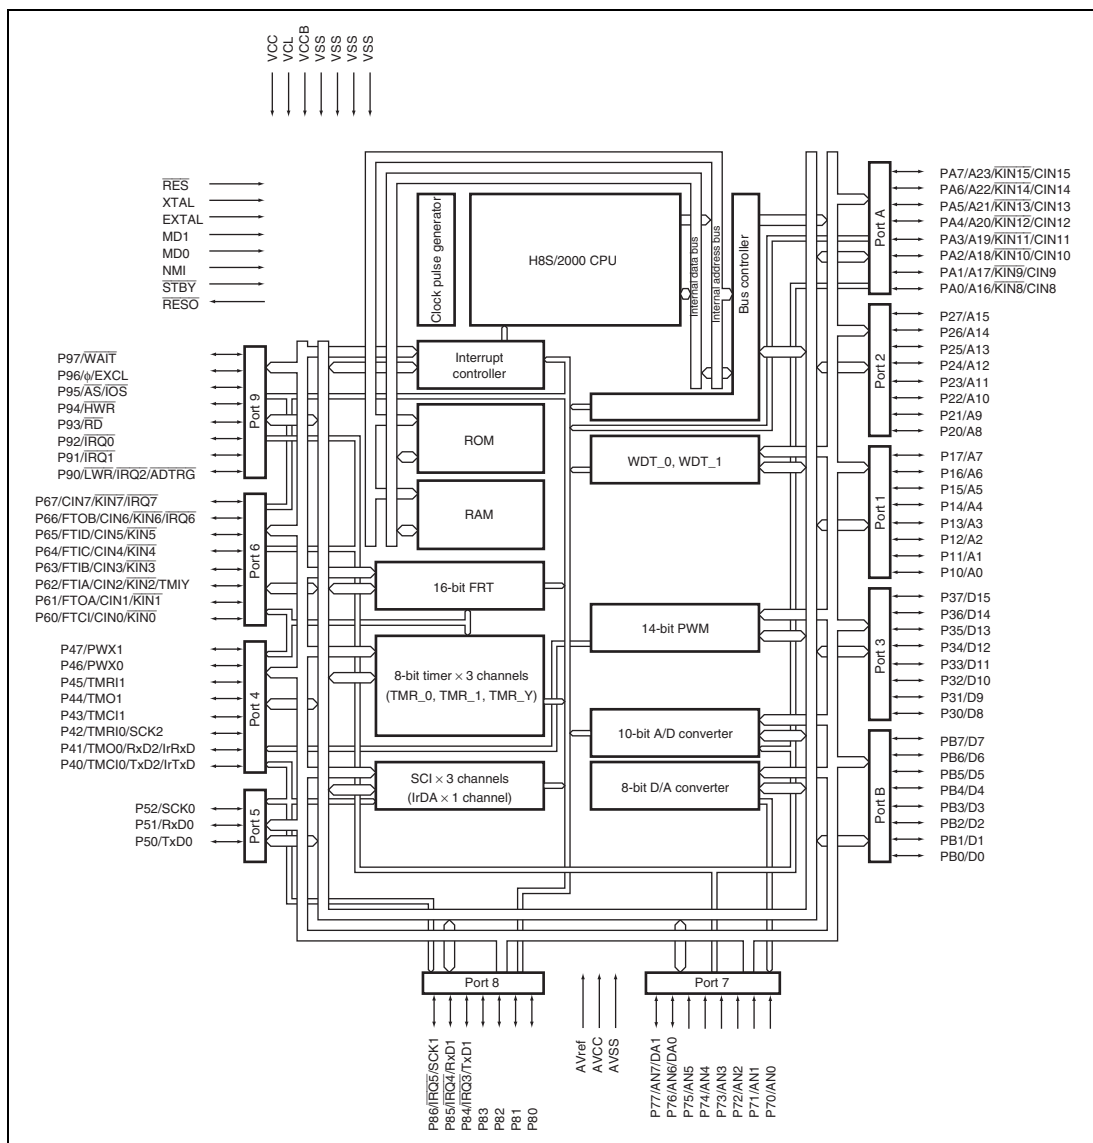 VCC
VCL
VCCB
VSS
VSS
VSS
VSS
RES
XTAL
EXTAL
MD1
MD0
NMI
STBY
RESO
Clock pulse generator
H8S/2000 CPU
Internal data bus
Internal address bus
Bus controller
Interrupt
controller
ROM
RAM
WDT_0, WDT_1
16-bit FRT
14-bit PWM
8-bit timer × 3 channels
(TMR_0, TMR_1, TMR_Y)
10-bit A/D converter
SCI × 3 channels
(IrDA × 1 channel)
8-bit D/A converter
P97/WAIT
P96/ϕ/EXCL
P95/AS/IOS
P94/HWR
P93/RD
P92/IRQ0
P91/IRQ1
P90/LWR/IRQ2/ADTRG
Port 9
P67/CIN7/KIN7/IRQ7
P66/FTOB/CIN6/KIN6/IRQ6
P65/FTID/CIN5/KIN5
P64/FTIC/CIN4/KIN4
P63/FTIB/CIN3/KIN3
P62/FTIA/CIN2/KIN2/TMIY
P61/FTOA/CIN1/KIN1
P60/FTCI/CIN0/KIN0
Port 6
P47/PWX1
P46/PWX0
P45/TMRI1
P44/TMO1
P43/TMCI1
P42/TMRI0/SCK2
P41/TMO0/RxD2/IrRxD
P40/TMCI0/TxD2/IrTxD
Port 4
P52/SCK0
P51/RxD0
P50/TxD0
Port 5
Port A
PA7/A23/KIN15/CIN15
PA6/A22/KIN14/CIN14
PA5/A21/KIN13/CIN13
PA4/A20/KIN12/CIN12
PA3/A19/KIN11/CIN11
PA2/A18/KIN10/CIN10
PA1/A17/KIN9/CIN9
PA0/A16/KIN8/CIN8
Port 2
P27/A15
P26/A14
P25/A13
P24/A12
P23/A11
P22/A10
P21/A9
P20/A8
Port 1
P17/A7
P16/A6
P15/A5
P14/A4
P13/A3
P12/A2
P11/A1
P10/A0
Port 3
P37/D15
P36/D14
P35/D13
P34/D12
P33/D11
P32/D10
P31/D9
P30/D8
Port B
PB7/D7
PB6/D6
PB5/D5
PB4/D4
PB3/D3
PB2/D2
PB1/D1
PB0/D0
Port 8
P86/IRQ5/SCK1
P85/IRQ4/RxD1
P84/IRQ3/TxD1
P83
P82
P81
P80
AVref
AVCC
AVSS
Port 7
P77/AN7/DA1
P76/AN6/DA0
P75/AN5
P74/AN4
P73/AN3
P72/AN2
P71/AN1
P70/AN0